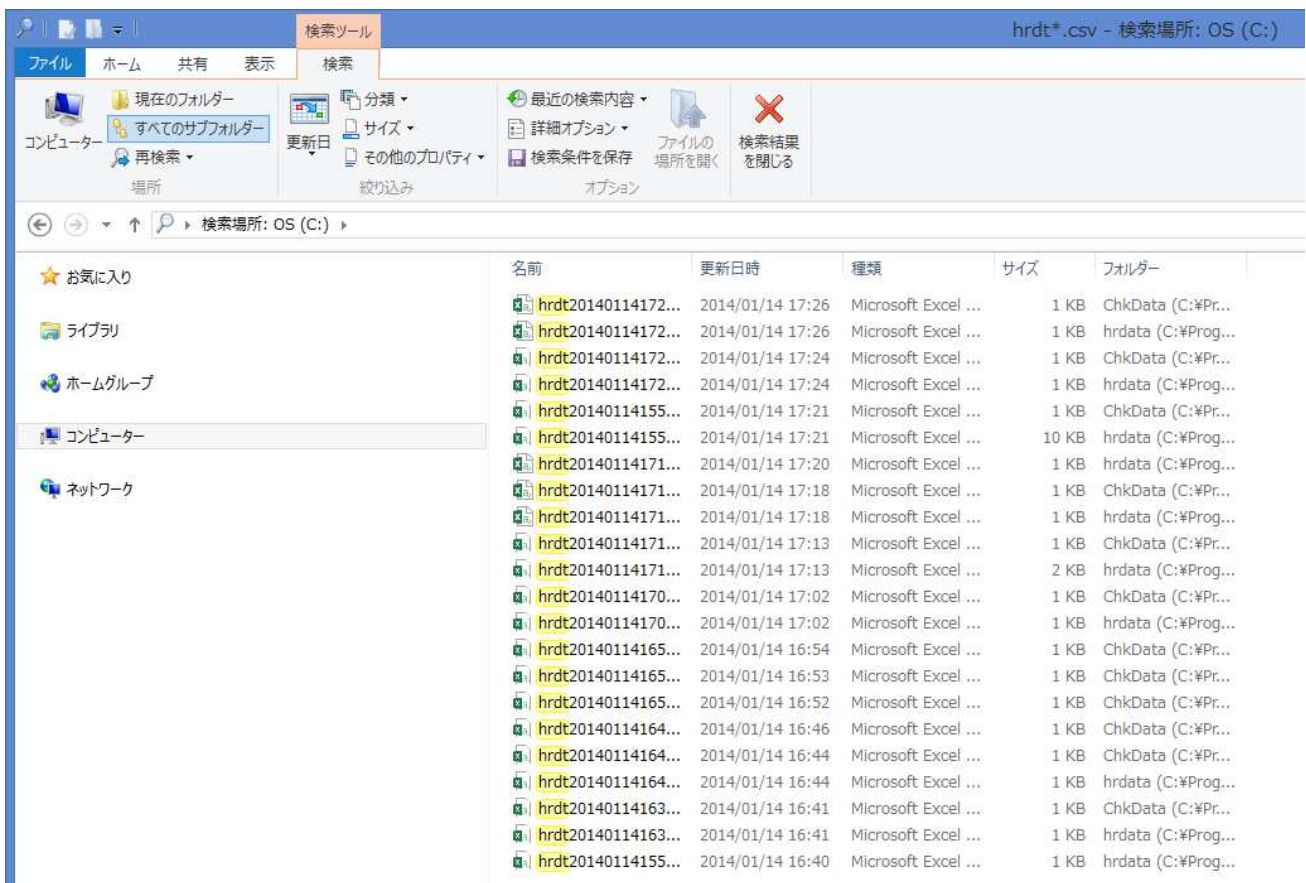 検索ツール
hrdt*.csv - 検索場所: OS (C:)
ファイル ホーム 共有 表示 検索
コンピューター
現在のフォルダー
すべてのサブフォルダー
再検索
場所
更新日
分類
サイズ
その他のプロパティ
絞り込み
最近の検索内容
詳細オプション
検索条件を保存
ファイルの
場所を開く
オプション
検索結果
を閉じる
検索場所: OS (C:)
お気に入り
ライブラリ
ホームグループ
コンピューター
ネットワーク
名前 更新日時 種類 サイズ フォルダー
hrdt20140114172... 2014/01/14 17:26 Microsoft Excel ... 1 KB ChkData (C:¥Pr...
hrdt20140114172... 2014/01/14 17:26 Microsoft Excel ... 1 KB hrdata (C:¥Prog...
hrdt20140114172... 2014/01/14 17:24 Microsoft Excel ... 1 KB ChkData (C:¥Pr...
hrdt20140114172... 2014/01/14 17:24 Microsoft Excel ... 1 KB hrdata (C:¥Prog...
hrdt20140114155... 2014/01/14 17:21 Microsoft Excel ... 1 KB ChkData (C:¥Pr...
hrdt20140114155... 2014/01/14 17:21 Microsoft Excel ... 10 KB hrdata (C:¥Prog...
hrdt20140114171... 2014/01/14 17:20 Microsoft Excel ... 1 KB hrdata (C:¥Prog...
hrdt20140114171... 2014/01/14 17:18 Microsoft Excel ... 1 KB ChkData (C:¥Pr...
hrdt20140114171... 2014/01/14 17:18 Microsoft Excel ... 1 KB hrdata (C:¥Prog...
hrdt20140114171... 2014/01/14 17:13 Microsoft Excel ... 1 KB ChkData (C:¥Pr...
hrdt20140114171... 2014/01/14 17:13 Microsoft Excel ... 2 KB hrdata (C:¥Prog...
hrdt20140114170... 2014/01/14 17:02 Microsoft Excel ... 1 KB ChkData (C:¥Pr...
hrdt20140114170... 2014/01/14 17:02 Microsoft Excel ... 1 KB hrdata (C:¥Prog...
hrdt20140114165... 2014/01/14 16:54 Microsoft Excel ... 1 KB ChkData (C:¥Pr...
hrdt20140114165... 2014/01/14 16:53 Microsoft Excel ... 1 KB ChkData (C:¥Pr...
hrdt20140114165... 2014/01/14 16:52 Microsoft Excel ... 1 KB ChkData (C:¥Pr...
hrdt20140114164... 2014/01/14 16:46 Microsoft Excel ... 1 KB ChkData (C:¥Pr...
hrdt20140114164... 2014/01/14 16:44 Microsoft Excel ... 1 KB ChkData (C:¥Pr...
hrdt20140114164... 2014/01/14 16:44 Microsoft Excel ... 1 KB hrdata (C:¥Prog...
hrdt20140114163... 2014/01/14 16:41 Microsoft Excel ... 1 KB ChkData (C:¥Pr...
hrdt20140114163... 2014/01/14 16:41 Microsoft Excel ... 1 KB hrdata (C:¥Prog...
hrdt20140114155... 2014/01/14 16:40 Microsoft Excel ... 1 KB hrdata (C:¥Prog...